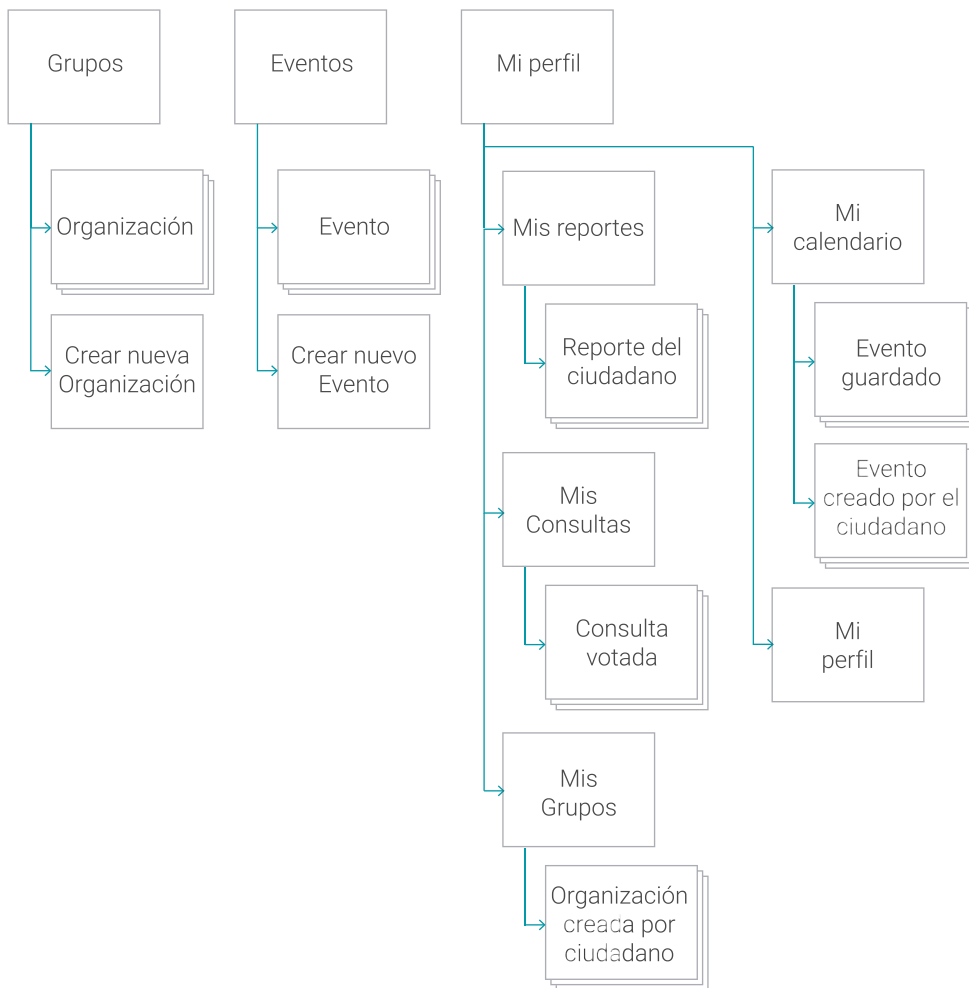 Grupos
Organización
Crear nueva
Organización
Eventos
Evento
Crear nuevo
Evento
Mi perfil
Mis reportes
Reporte del
ciudadano
Mis
Consultas
Consulta
votada
Mis
Grupos
Organización
creada por
ciudadano
Mi
calendario
Evento
guardado
Evento
creado por el
ciudadano
Mi
perfil